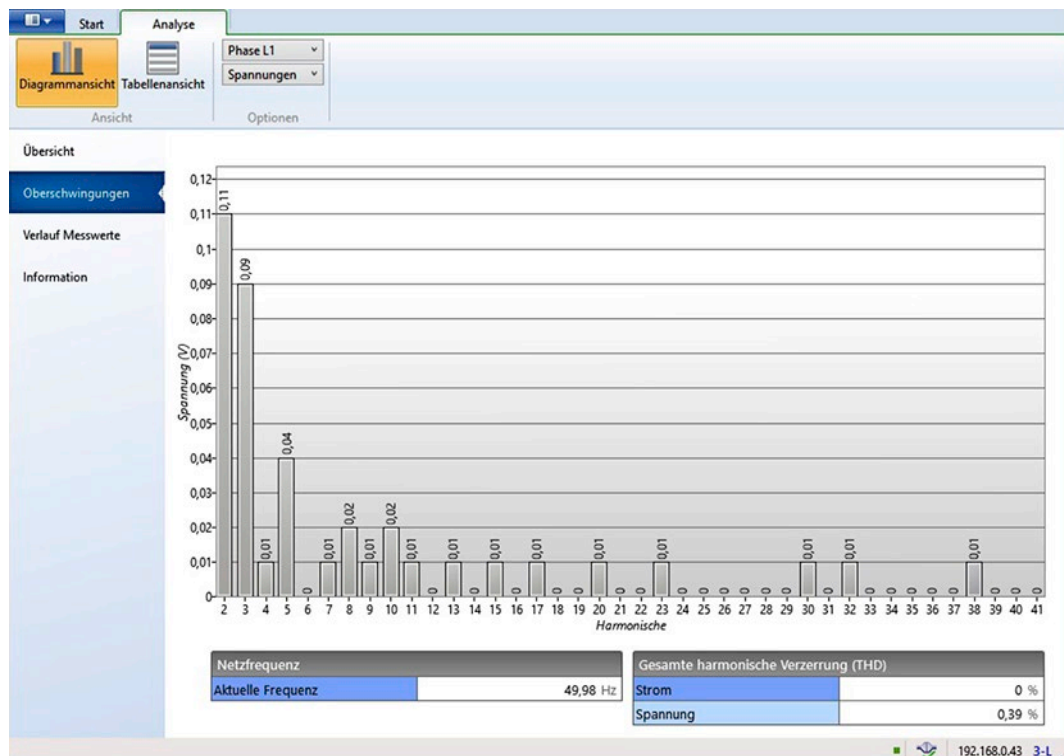 Start Analyse
Phase L1
Spannungen
Diagrammansicht Tabellenansicht
Ansicht Optionen
Übersicht
Oberschwingungen
Verlauf Messwerte
Information
Spannung (V)
0,12
0,11
0,1
0,09
0,08
0,07
0,06
0,05
0,04
0,03
0,02
0,01
0
0,11 0,09 0,01 0,04 0 0,01 0,02 0,01 0,02 0,01 0 0,01 0 0,01 0 0,01 0 0 0,01 0 0 0,01 0 0 0 0 0 0 0,01 0 0,01 0 0 0 0 0 0,01 0 0 0
2 3 4 5 6 7 8 9 10 11 12 13 14 15 16 17 18 19 20 21 22 23 24 25 26 27 28 29 30 31 32 33 34 35 36 37 38 39 40 41
Harmonische
Netzfrequenz
Aktuelle Frequenz 49,98 Hz
Gesamte harmonische Verzerrung (THD)
Strom 0 %
Spannung 0,39 %
192.168.0.43 3-L